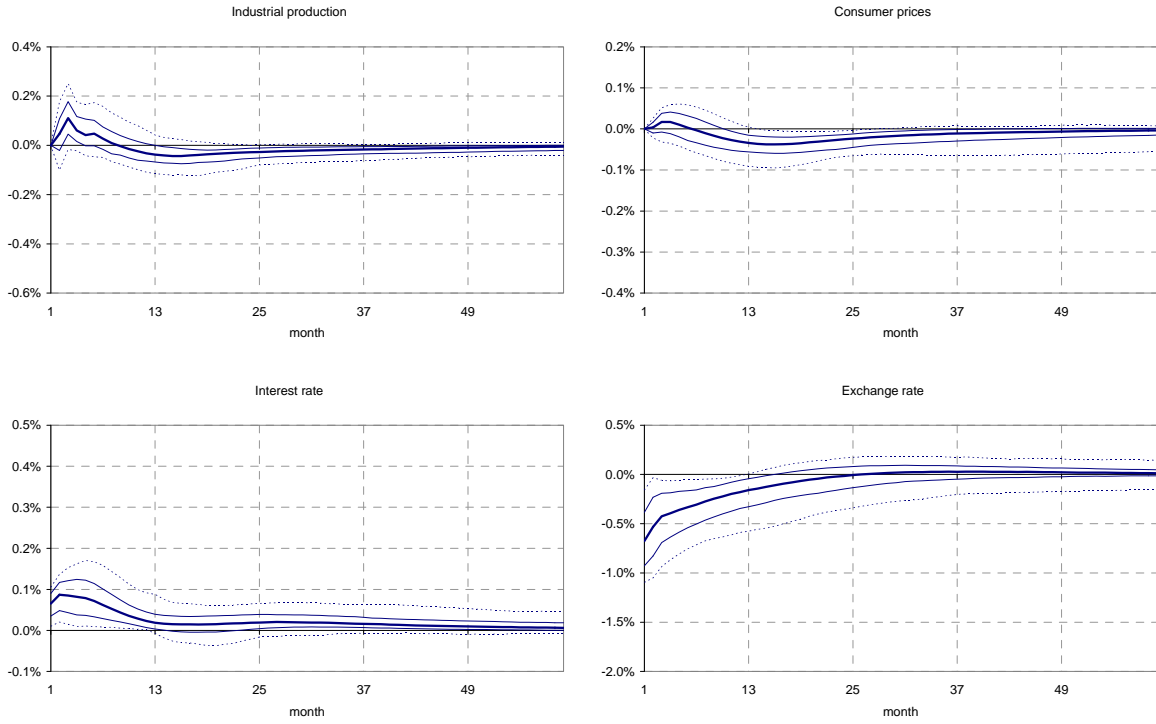 Industrial production
0.4%
0.2%
0.0%
-0.2%
-0.4%
-0.6%
1 13 25 37 49
month
Consumer prices
0.2%
0.1%
0.0%
-0.1%
-0.2%
-0.3%
-0.4%
1 13 25 37 49
month
Interest rate
0.5%
0.4%
0.3%
0.2%
0.1%
0.0%
-0.1%
1 13 25 37 49
month
Exchange rate
0.5%
0.0%
-0.5%
-1.0%
-1.5%
-2.0%
1 13 25 37 49
month